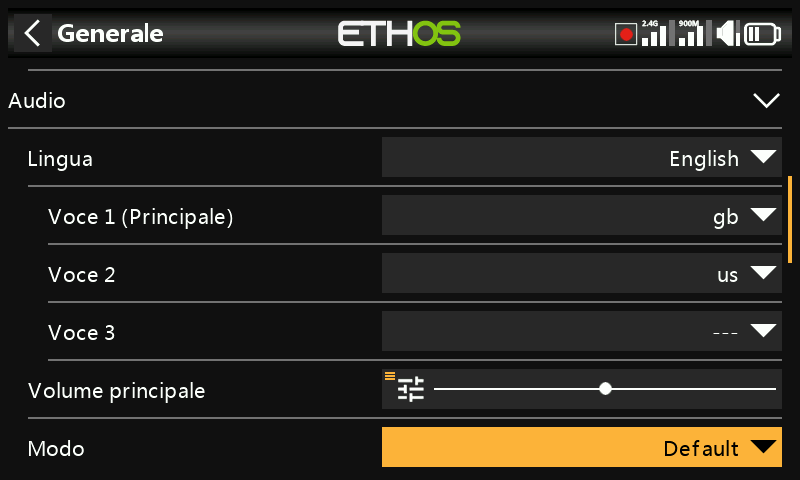 Generale
ETHOS
2.4G
900M
Audio
Lingua
English
Voce 1 (Principale)
gb
Voce 2
us
Voce 3
---
Volume principale
Modo
Default